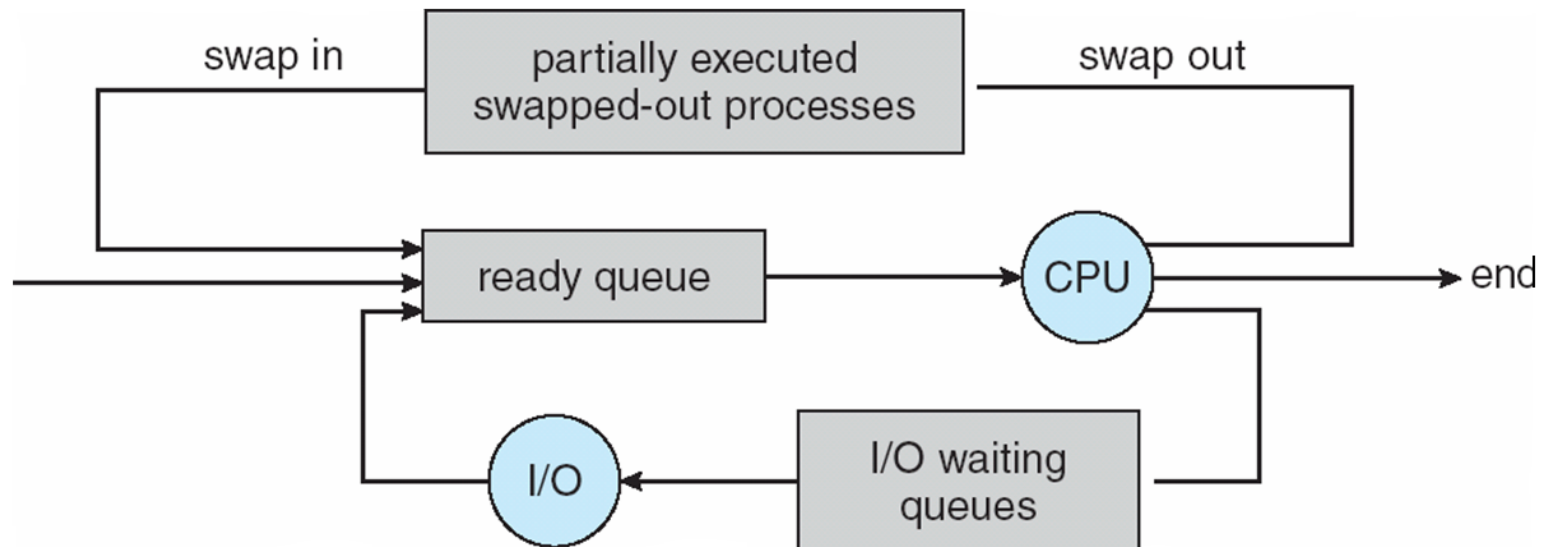 swap in
partially executed
swapped-out processes
swap out
ready queue
CPU
end
I/O
I/O waiting
queues